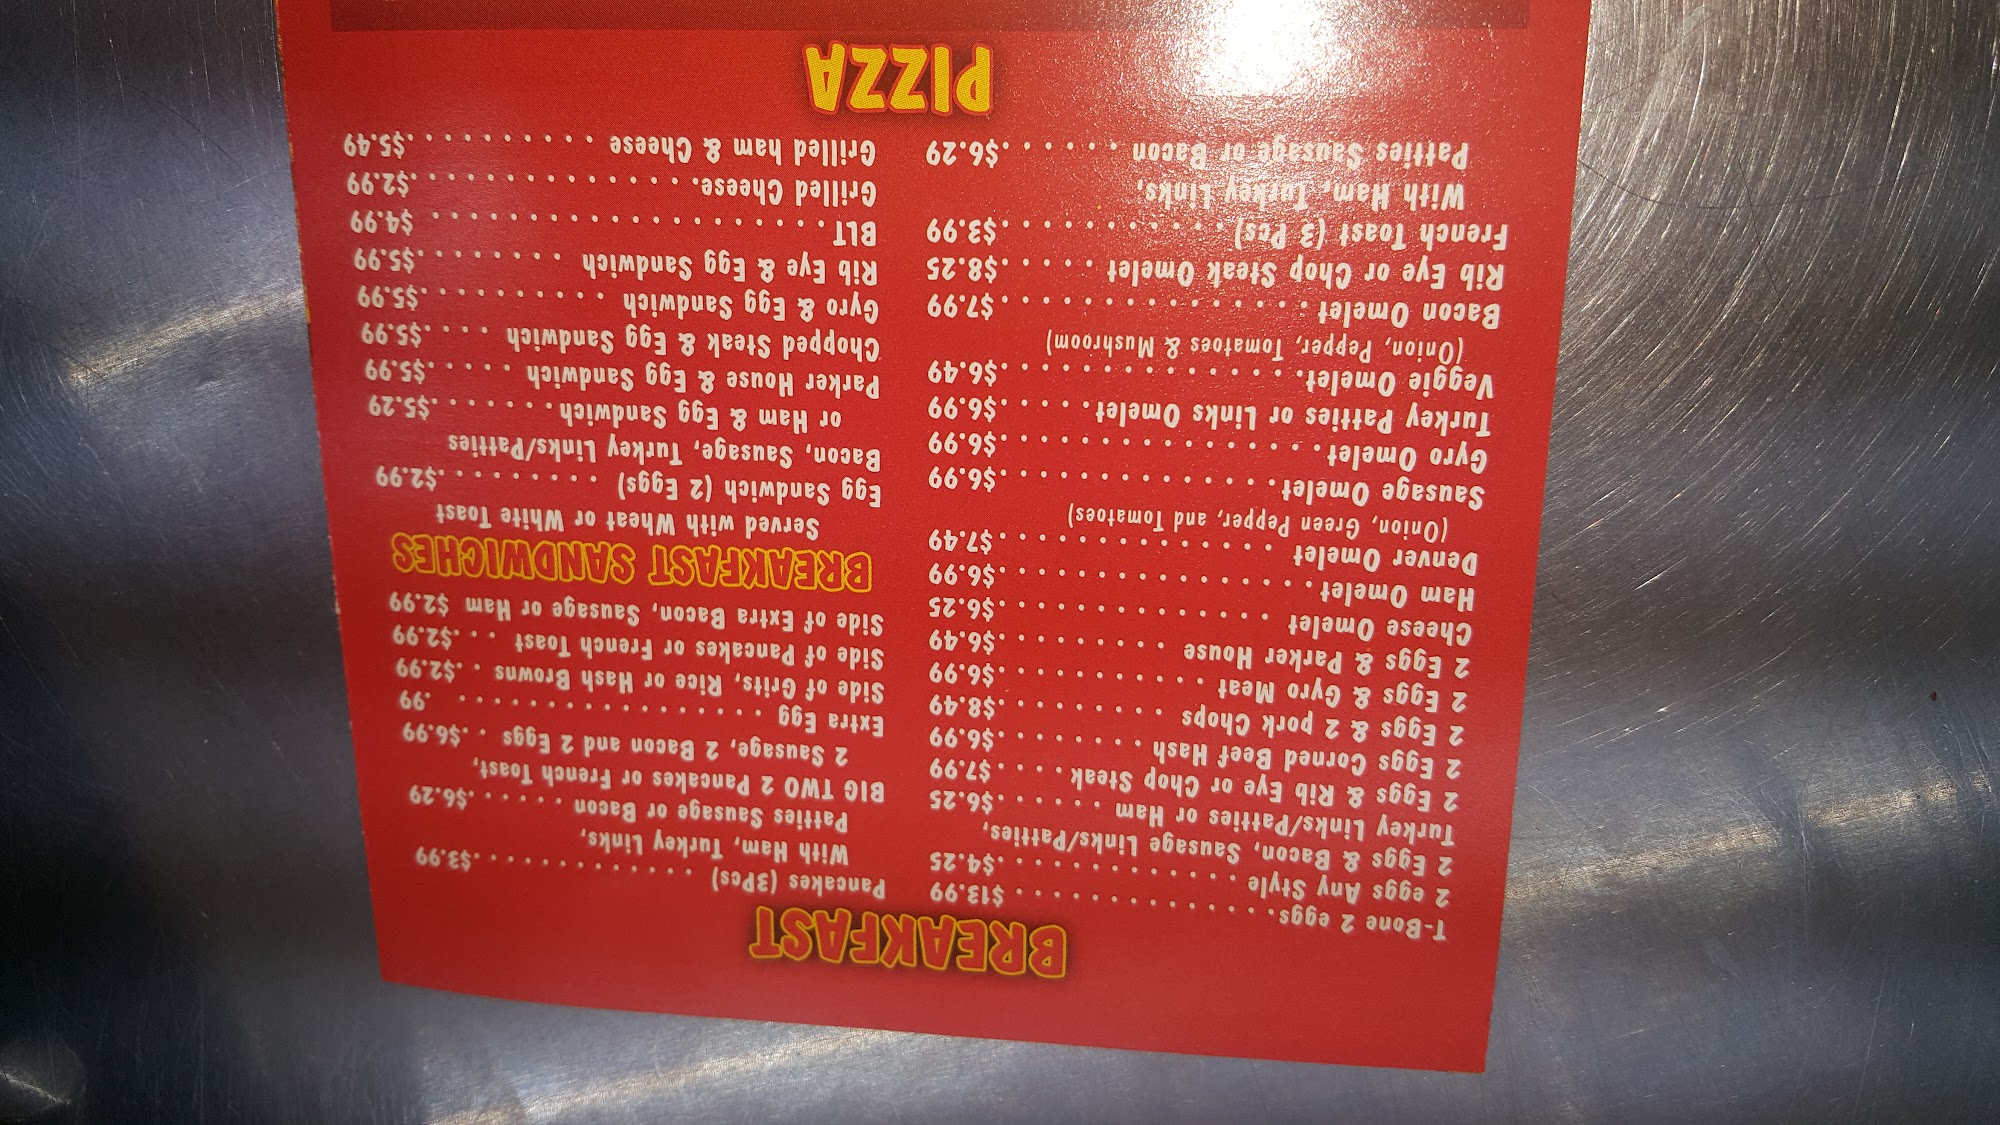 BREAKFAST
T-Bone 2 eggs. . . . . . . . . . . . . . $13.99
2 eggs Any Style . . . . . . . . . . . .$4.25
2 Eggs & Bacon, Sausage Links/Patties,
Turkey Links/Patties or Ham . . . . . .$6.25
2 Eggs & Rib Eye or Chop Steak . . . .$7.99
2 Eggs Corned Beef Hash . . . . . . . .$6.99
2 Eggs & 2 pork Chops . . . . . . . . .$8.49
2 Eggs & Gyro Meat . . . . . . . . . . .$6.99
2 Eggs & Parker House . . . . . . . . .$6.49
Cheese Omelet . . . . . . . . . . . . . $6.25
Ham Omelet. . . . . . . . . . . . . . . .$6.99
Denver Omelet . . . . . . . . . . . . . .$7.49
(Onion, Green Pepper, and Tomatoes)
Sausage Omelet. . . . . . . . . . . . . .$6.99
Gyro Omelet. . . . . . . . . . . . . . . .$6.99
Turkey Patties or Links Omelet. . . . .$6.99
Veggie Omelet. . . . . . . . . . . . . . .$6.49
(Onion, Pepper, Tomatoes & Mushroom)
Bacon Omelet . . . . . . . . . . . . . . .$7.99
Rib Eye or Chop Steak Omelet . . . . .$8.25
French Toast (3 Pcs) . . . . . . . . . . .$3.99
With Ham, Turkey Links,
Patties Sausage or Bacon . . . . . .$6.29
Pancakes (3Pcs) . . . . . . . . . . . .$3.99
With Ham, Turkey Links,
Patties Sausage or Bacon . . . . . .$6.29
BIG TWO 2 Pancakes or French Toast,
2 Sausage, 2 Bacon and 2 Eggs . .$6.99
Extra Egg . . . . . . . . . . . . . . . . .99
Side of Grits, Rice or Hash Browns . .$2.99
Side of Pancakes or French Toast . . .$2.99
Side of Extra Bacon, Sausage or Ham $2.99
BREAKFAST SANDWICHES
Served with Wheat or White Toast
Egg Sandwich (2 Eggs) . . . . . . . .$2.99
Bacon, Sausage, Turkey Links/Patties
or Ham & Egg Sandwich. . . . . . . .$5.29
Parker House & Egg Sandwich . . . . .$5.99
Chopped Steak & Egg Sandwich . . . .$5.99
Gyro & Egg Sandwich . . . . . . . . . .$5.99
Rib Eye & Egg Sandwich . . . . . . . .$5.99
BLT. . . . . . . . . . . . . . . . . . . . $4.99
Grilled Cheese. . . . . . . . . . . . . . .$2.99
Grilled ham & Cheese . . . . . . . . . .$5.49
PIZZA